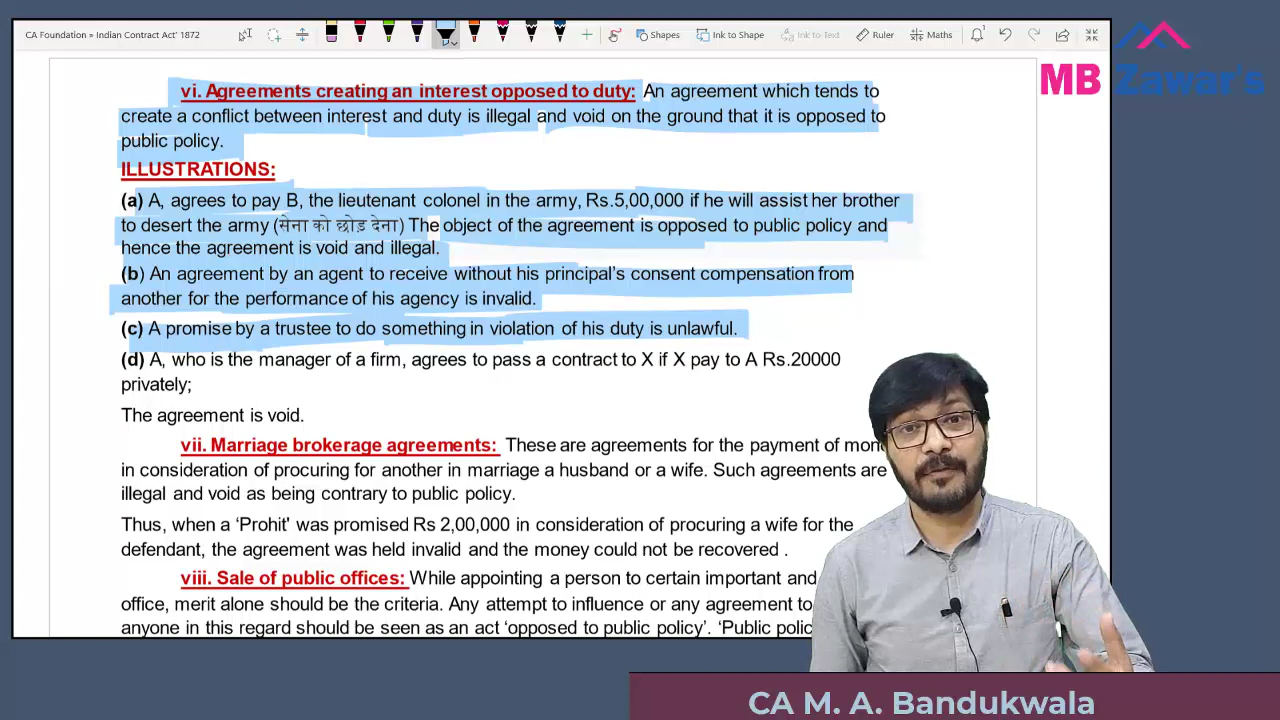 CA Foundation » Indian Contract Act' 1872
Shapes
Ink to Shape
Ink to Text
Ruler
Maths
MB Zawar's
vi. Agreements creating an interest opposed to duty: An agreement which tends to
create a conflict between interest and duty is illegal and void on the ground that it is opposed to
public policy.
ILLUSTRATIONS:
(a) A, agrees to pay B, the lieutenant colonel in the army, Rs.5,00,000 if he will assist her brother
to desert the army (सेना को छोड़ देना) The object of the agreement is opposed to public policy and
hence the agreement is void and illegal.
(b) An agreement by an agent to receive without his principal's consent compensation from
another for the performance of his agency is invalid.
(c) A promise by a trustee to do something in violation of his duty is unlawful.
(d) A, who is the manager of a firm, agrees to pass a contract to X if X pay to A Rs.20000
privately;
The agreement is void.
vii. Marriage brokerage agreements: These are agreements for the payment of
in consideration of procuring for another in marriage a husband or a wife. Such agreements are
illegal and void as being contrary to public policy.
Thus, when a ‘Prohit' was promised Rs 2,00,000 in consideration of procuring a wife for the
defendant, the agreement was held invalid and the money could not be recovered .
viii. Sale of public offices: While appointing a person to certain important and
office, merit alone should be the criteria. Any attempt to influence or any agreement to
anyone in this regard should be seen as an act ‘opposed to public policy’. ‘Public
CA M. A. Bandukwala